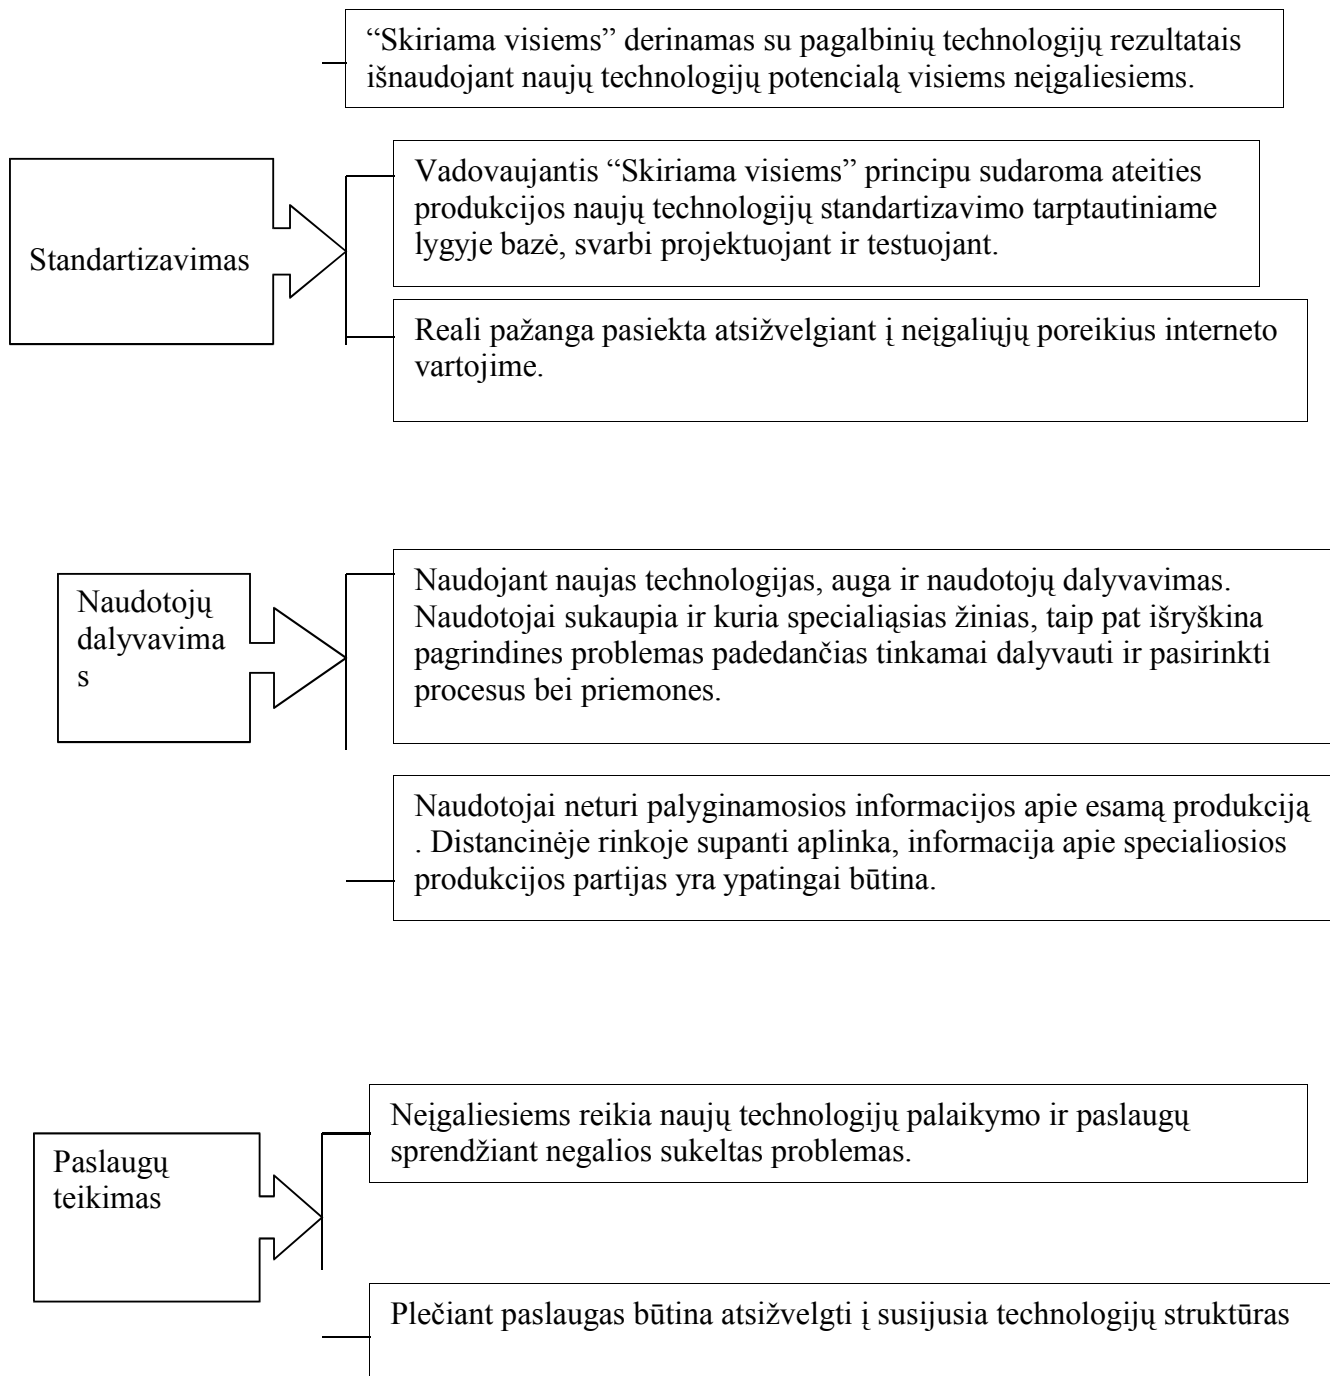 “Skiriama visiems” derinamas su pagalbinių technologijų rezultatais
išnaudojant naujų technologijų potencialą visiems neįgaliesiems.
Standartizavimas
Vadovaujantis “Skiriama visiems” principu sudaroma ateities
produkcijos naujų technologijų standartizavimo tarptautiniame
lygyje bazė, svarbi projektuojant ir testuojant.
Reali pažanga pasiekta atsižvelgiant į neįgaliųjų poreikius interneto
vartojime.
Naudotojų
dalyvavima
s
Naudojant naujas technologijas, auga ir naudotojų dalyvavimas.
Naudotojai sukaupia ir kuria specialiąsias žinias, taip pat išryškina
pagrindines problemas padedančias tinkamai dalyvauti ir pasirinkti
procesus bei priemones.
Naudotojai neturi palyginamosios informacijos apie esamą produkciją
. Distancinėje rinkoje supanti aplinka, informacija apie specialiosios
produkcijos partijas yra ypatingai būtina.
Paslaugų
teikimas
Neįgaliesiems reikia naujų technologijų palaikymo ir paslaugų
sprendžiant negalios sukeltas problemas.
Plečiant paslaugas būtina atsižvelgti į susijusia technologijų struktūras